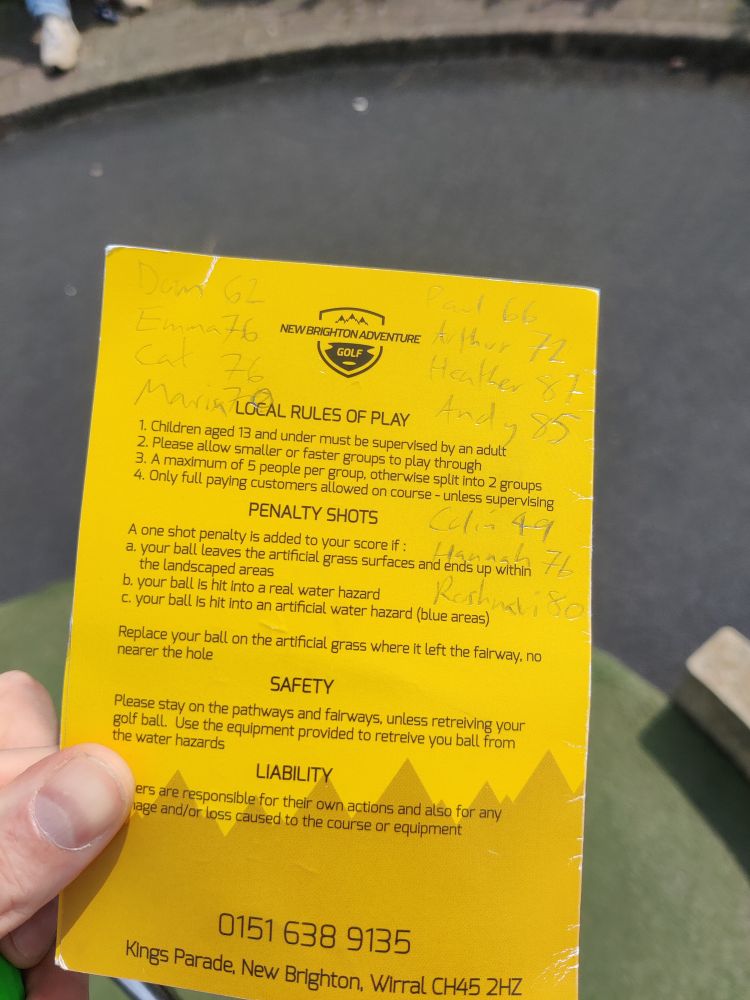 Dom 62
Emma 76
Cat 76
Maria 70
Paul 66
Arthur 72
Heather 87
Andy 85
NEW BRIGHTON ADVENTURE
GOLF
LOCAL RULES OF PLAY
1. Children aged 13 and under must be supervised by an adult
2. Please allow smaller or faster groups to play through
3. A maximum of 5 people per group, otherwise split into 2 groups
4. Only full paying customers allowed on course - unless supervising
Colin 49
Hannah 76
80
PENALTY SHOTS
A one shot penalty is added to your score if :
a. your ball leaves the artificial grass surfaces and ends up within
the landscaped areas
b. your ball is hit into a real water hazard
c. your ball is hit into an artificial water hazard (blue areas)
Replace your ball on the artificial grass where it left the fairway, no
nearer the hole
SAFETY
Please stay on the pathways and fairways, unless retreiving your
golf ball. Use the equipment provided to retreive you ball from
the water hazards
LIABILITY
ers are responsible for their own actions and also for any
age and/or loss caused to the course or equipment
0151 638 9135
Kings Parade, New Brighton, Wirral CH45 2HZ